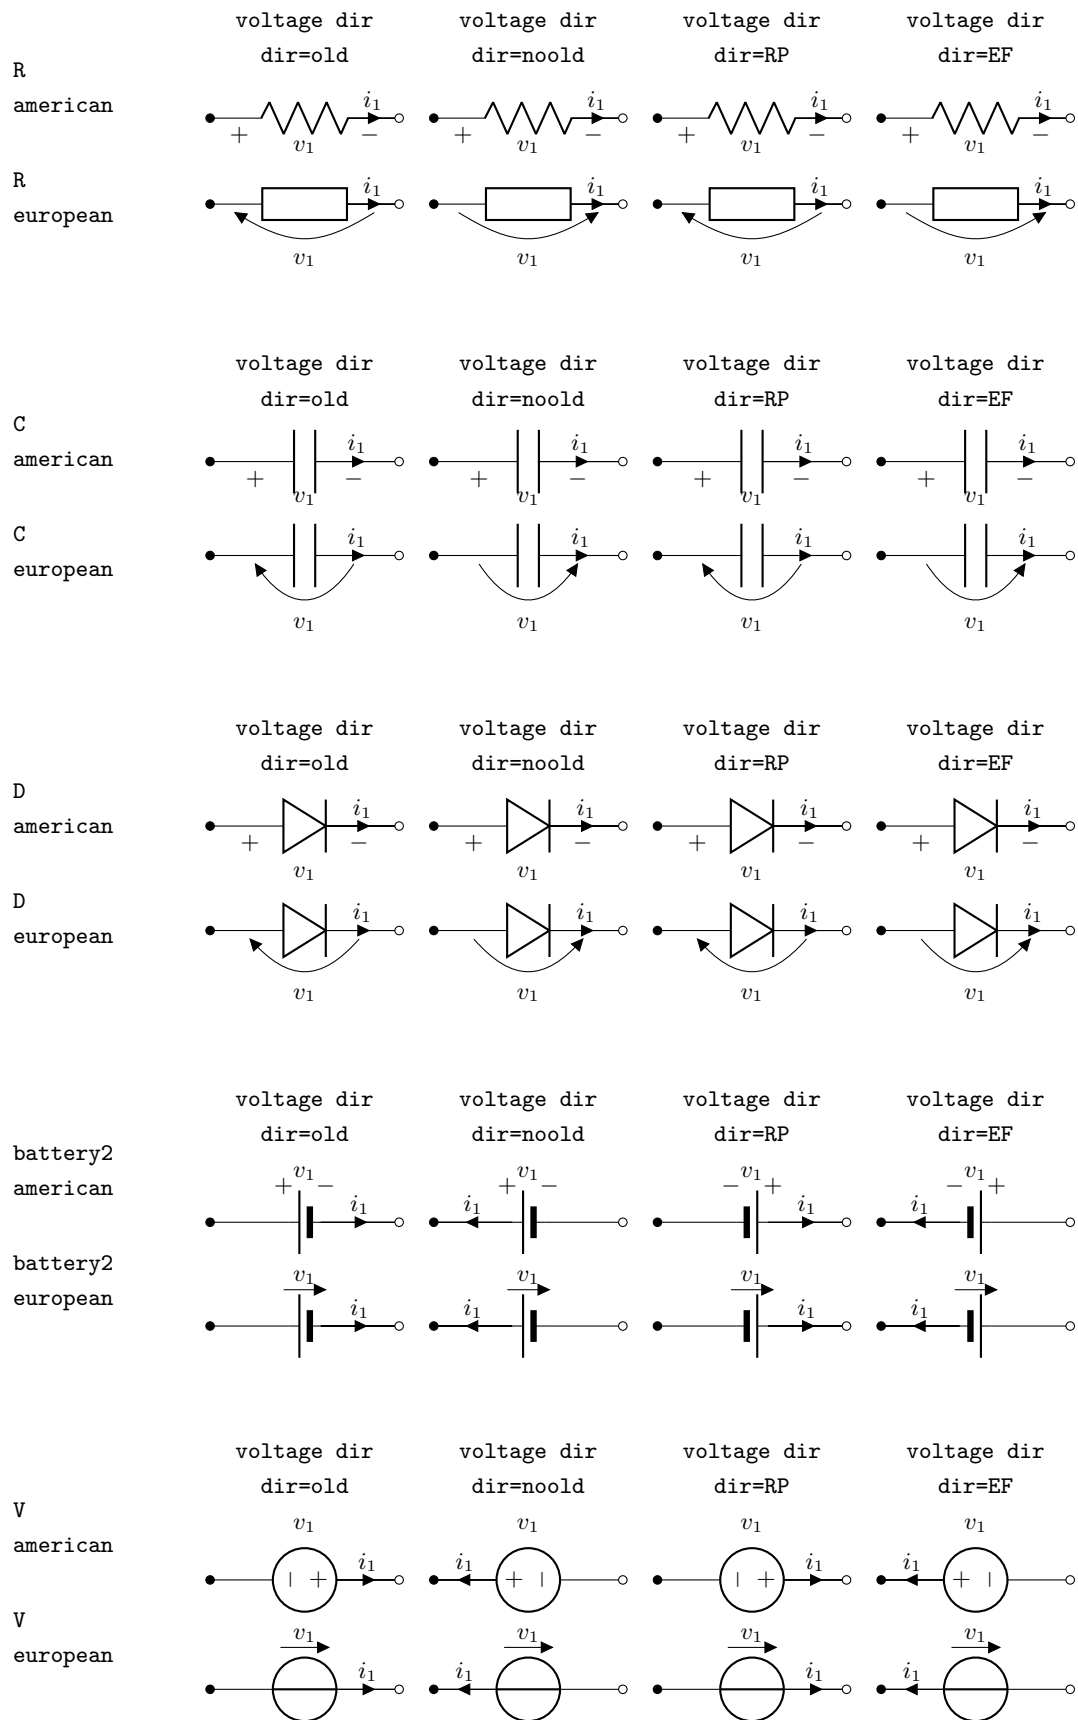 voltage dir voltage dir voltage dir voltage dir
dir=old dir=noold dir=RP dir=EF
R
american
i₁ i₁ i₁ i₁
+ v₁ − + v₁ − + v₁ − + v₁ −
R
european
i₁ i₁ i₁ i₁
v₁ v₁ v₁ v₁
voltage dir voltage dir voltage dir voltage dir
dir=old dir=noold dir=RP dir=EF
C
american
i₁ i₁ i₁ i₁
+ − + − + − + −
v₁ v₁ v₁ v₁
C
european
i₁ i₁ i₁ i₁
v₁ v₁ v₁ v₁
voltage dir voltage dir voltage dir voltage dir
dir=old dir=noold dir=RP dir=EF
D
american
i₁ i₁ i₁ i₁
+ − + − + − + −
v₁ v₁ v₁ v₁
D
european
i₁ i₁ i₁ i₁
v₁ v₁ v₁ v₁
voltage dir voltage dir voltage dir voltage dir
dir=old dir=noold dir=RP dir=EF
battery2
american
+ v₁ − + v₁ − − v₁ + − v₁ +
i₁ i₁ i₁ i₁
battery2
european
v₁ v₁ v₁ v₁
i₁ i₁ i₁ i₁
voltage dir voltage dir voltage dir voltage dir
dir=old dir=noold dir=RP dir=EF
V
american
v₁ v₁ v₁ v₁
i₁ i₁ i₁ i₁
− + + − − + + −
V
european
v₁ v₁ v₁ v₁
i₁ i₁ i₁ i₁